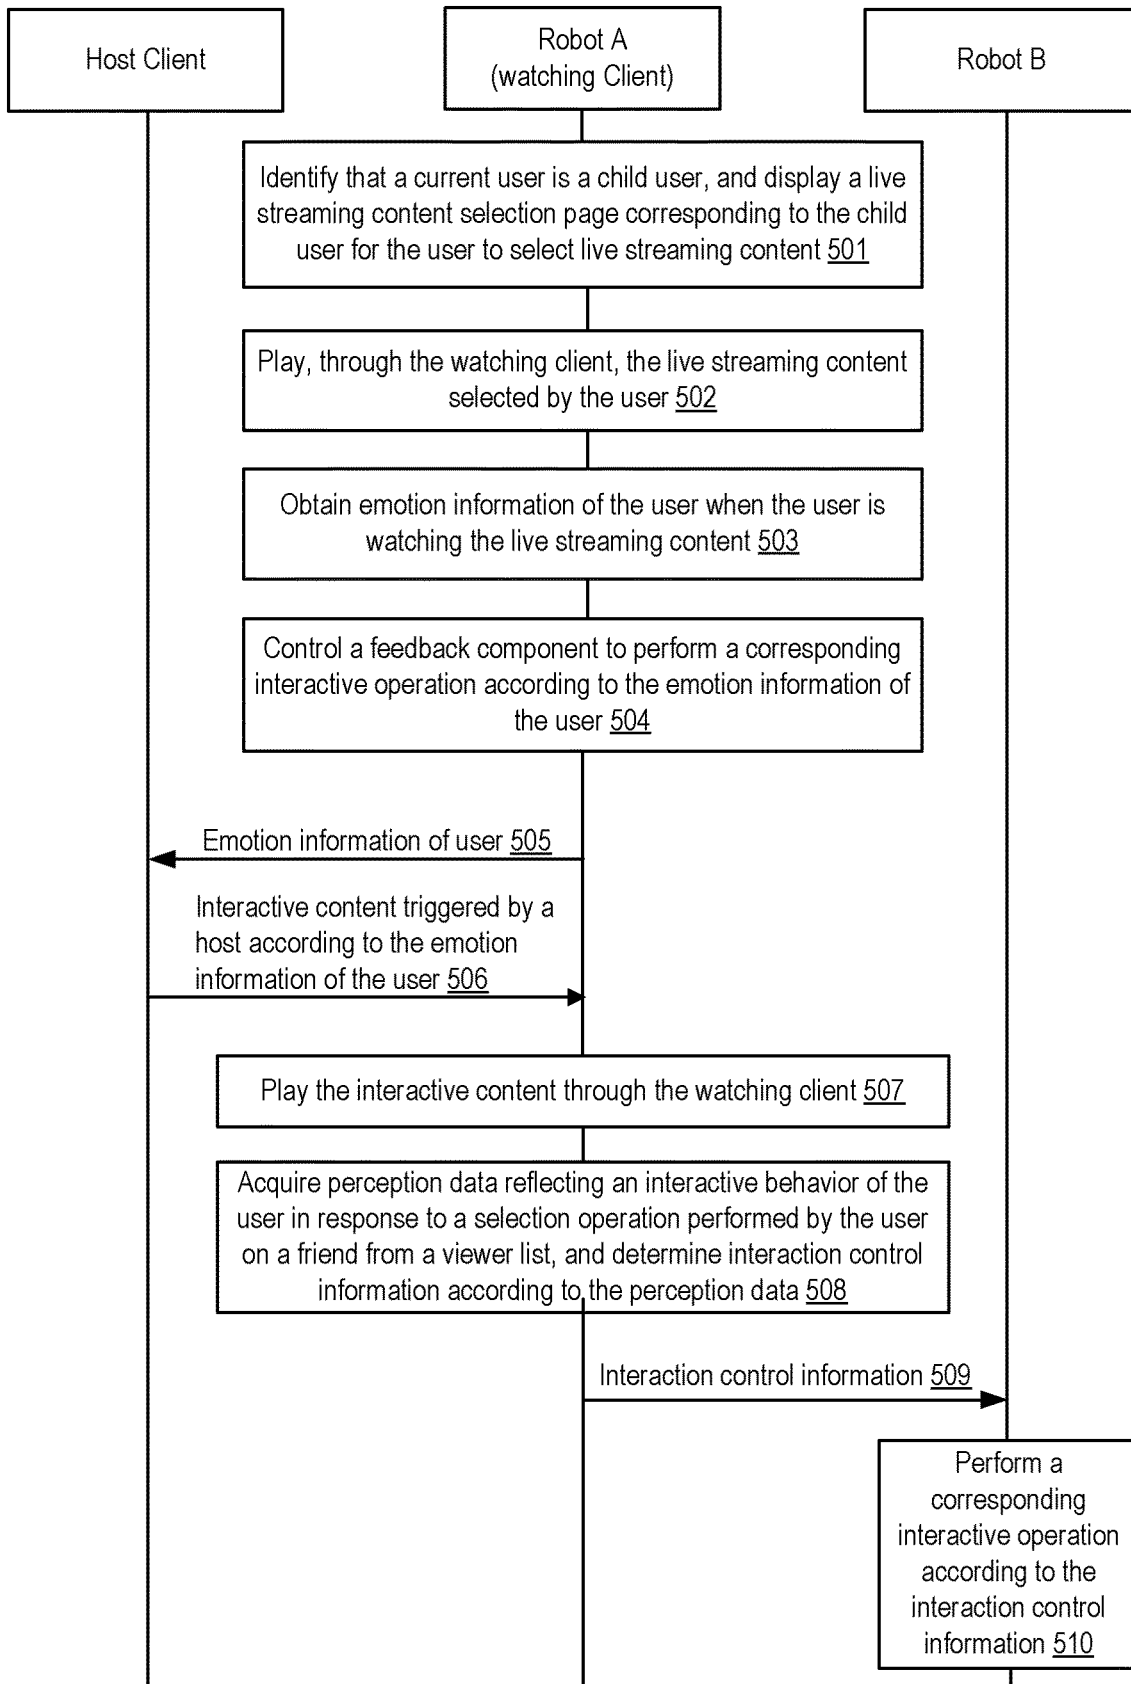 Host Client
Robot A
(watching Client)
Robot B
Identify that a current user is a child user, and display a live
streaming content selection page corresponding to the child
user for the user to select live streaming content 501
Play, through the watching client, the live streaming content
selected by the user 502
Obtain emotion information of the user when the user is
watching the live streaming content 503
Control a feedback component to perform a corresponding
interactive operation according to the emotion information of
the user 504
Emotion information of user 505
Interactive content triggered by a
host according to the emotion
information of the user 506
Play the interactive content through the watching client 507
Acquire perception data reflecting an interactive behavior of the
user in response to a selection operation performed by the user
on a friend from a viewer list, and determine interaction control
information according to the perception data 508
Interaction control information 509
Perform a
corresponding
interactive operation
according to the
interaction control
information 510